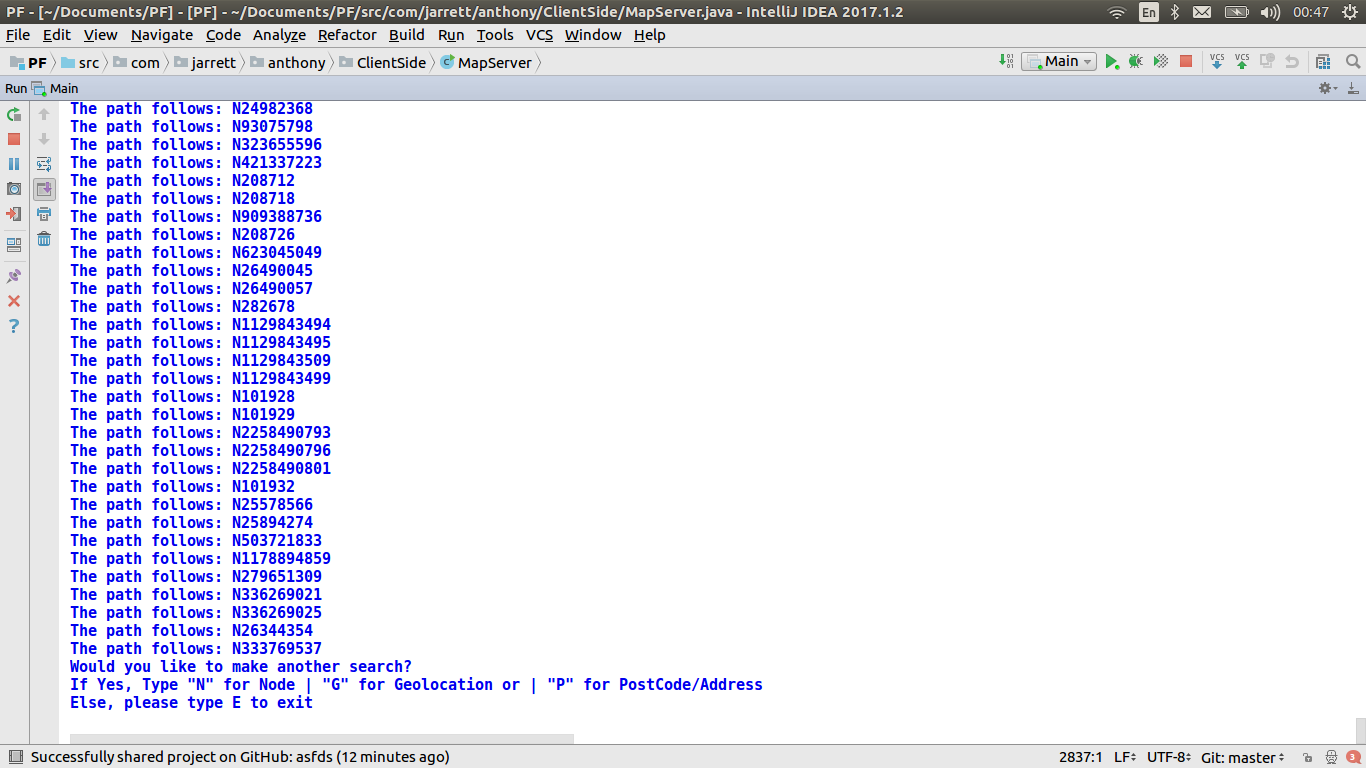 PF - [~/Documents/PF] - [PF] - ~/Documents/PF/src/com/jarrett/anthony/ClientSide/MapServer.java - IntelliJ IDEA 2017.1.2 En 00:47
File Edit View Navigate Code Analyze Refactor Build Run Tools VCS Window Help
PF src com jarrett anthony ClientSide MapServer Main VCS VCS
Run Main
The path follows: N24982368
The path follows: N93075798
The path follows: N323655596
The path follows: N421337223
The path follows: N208712
The path follows: N208718
The path follows: N909388736
The path follows: N208726
The path follows: N623045049
The path follows: N26490045
The path follows: N26490057
The path follows: N282678
The path follows: N1129843494
The path follows: N1129843495
The path follows: N1129843509
The path follows: N1129843499
The path follows: N101928
The path follows: N101929
The path follows: N2258490793
The path follows: N2258490796
The path follows: N2258490801
The path follows: N101932
The path follows: N25578566
The path follows: N25894274
The path follows: N503721833
The path follows: N1178894859
The path follows: N279651309
The path follows: N336269021
The path follows: N336269025
The path follows: N26344354
The path follows: N333769537
Would you like to make another search?
If Yes, Type "N" for Node | "G" for Geolocation or | "P" for PostCode/Address
Else, please type E to exit
Successfully shared project on GitHub: asfds (12 minutes ago) 2837:1 LF UTF-8 Git: master 3